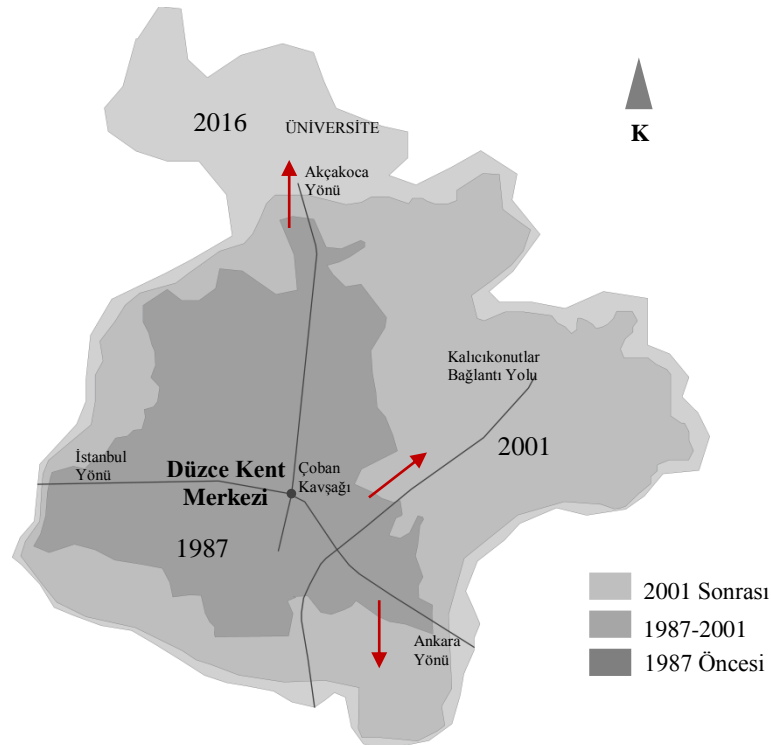 2016
ÜNİVERSİTE
K
Akçakoca
Yönü
Kalıcıkonutlar
Bağlantı Yolu
2001
İstanbul
Yönü
Düzce Kent
Merkezi
Çoban
Kavşağı
1987
Ankara
Yönü
2001 Sonrası
1987-2001
1987 Öncesi